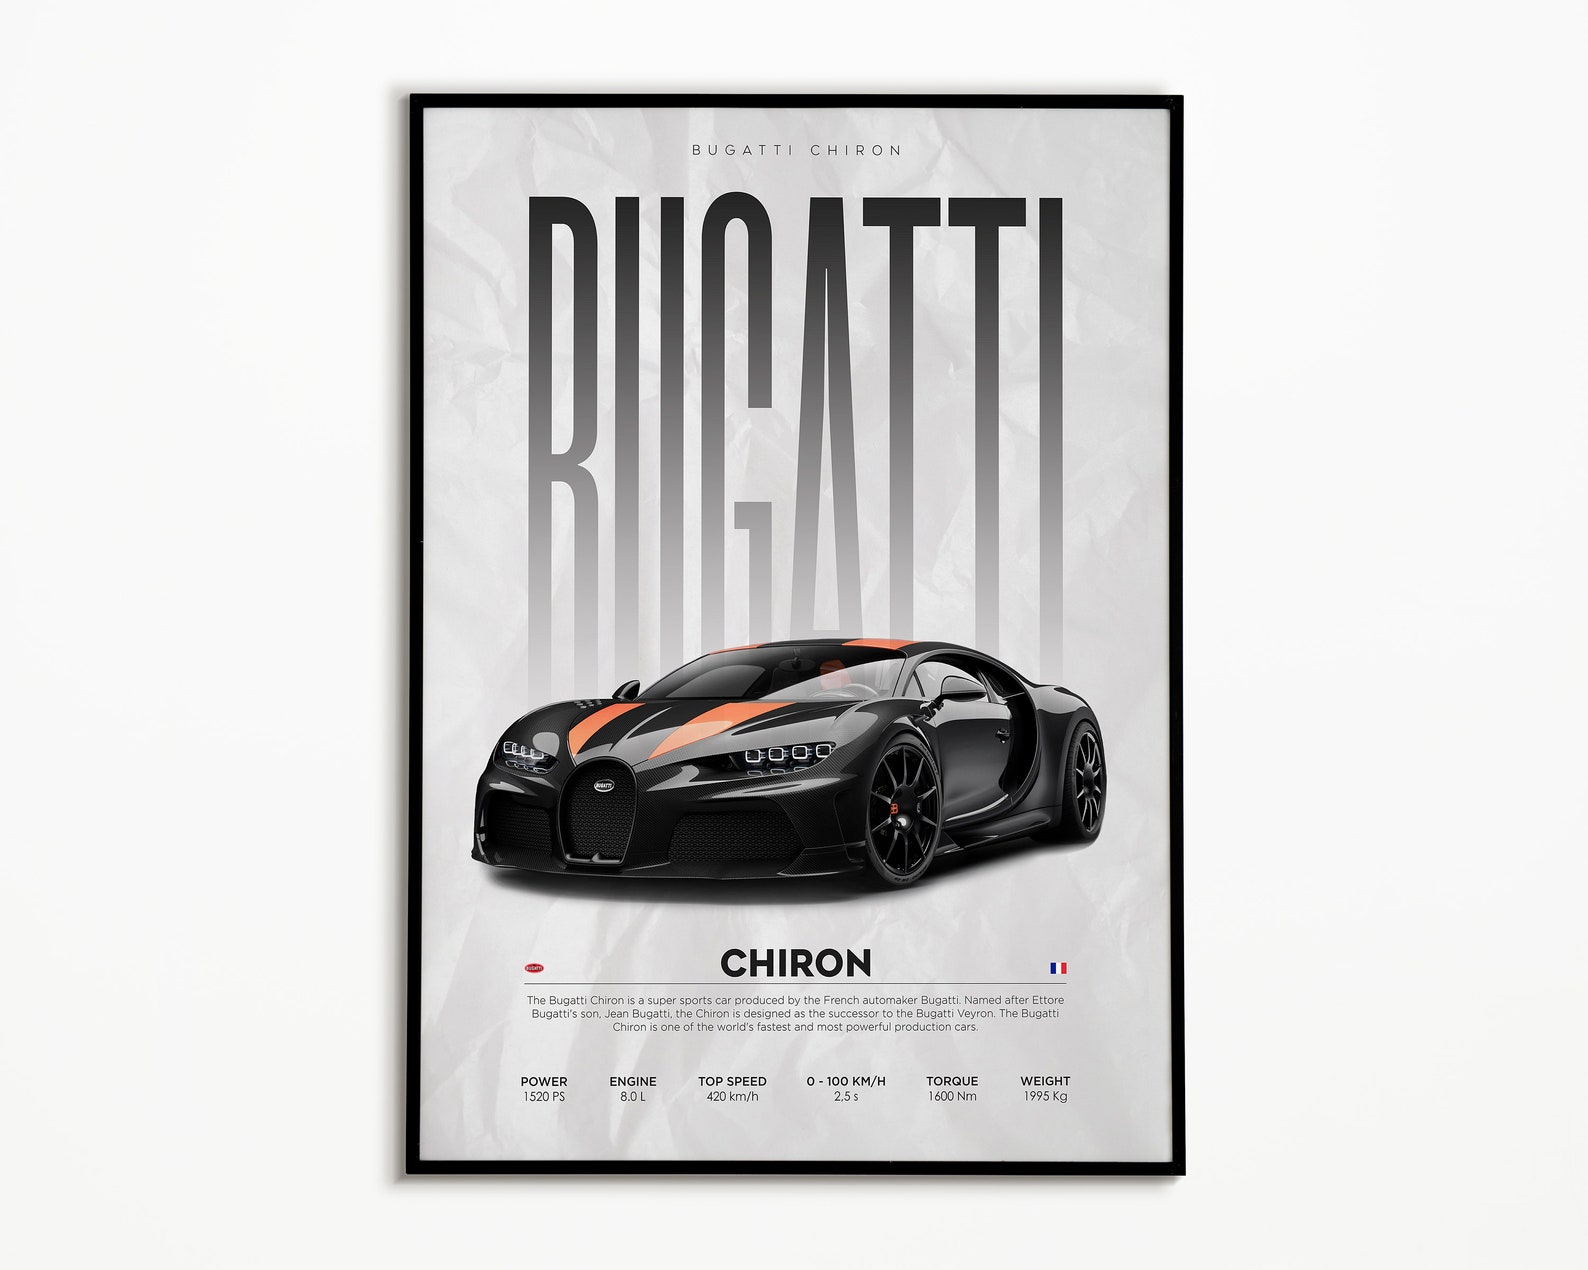 BUGATTI CHIRON
BUGATTI
BUGATTI
CHIRON
BUGATTI
The Bugatti Chiron is a super sports car produced by the French automaker Bugatti. Named after Ettore
Bugatti's son, Jean Bugatti, the Chiron is designed as the successor to the Bugatti Veyron. The Bugatti
Chiron is one of the world's fastest and most powerful production cars.
POWER ENGINE TOP SPEED 0 - 100 KM/H TORQUE WEIGHT
1520 PS 8.0 L 420 km/h 2,5 s 1600 Nm 1995 Kg